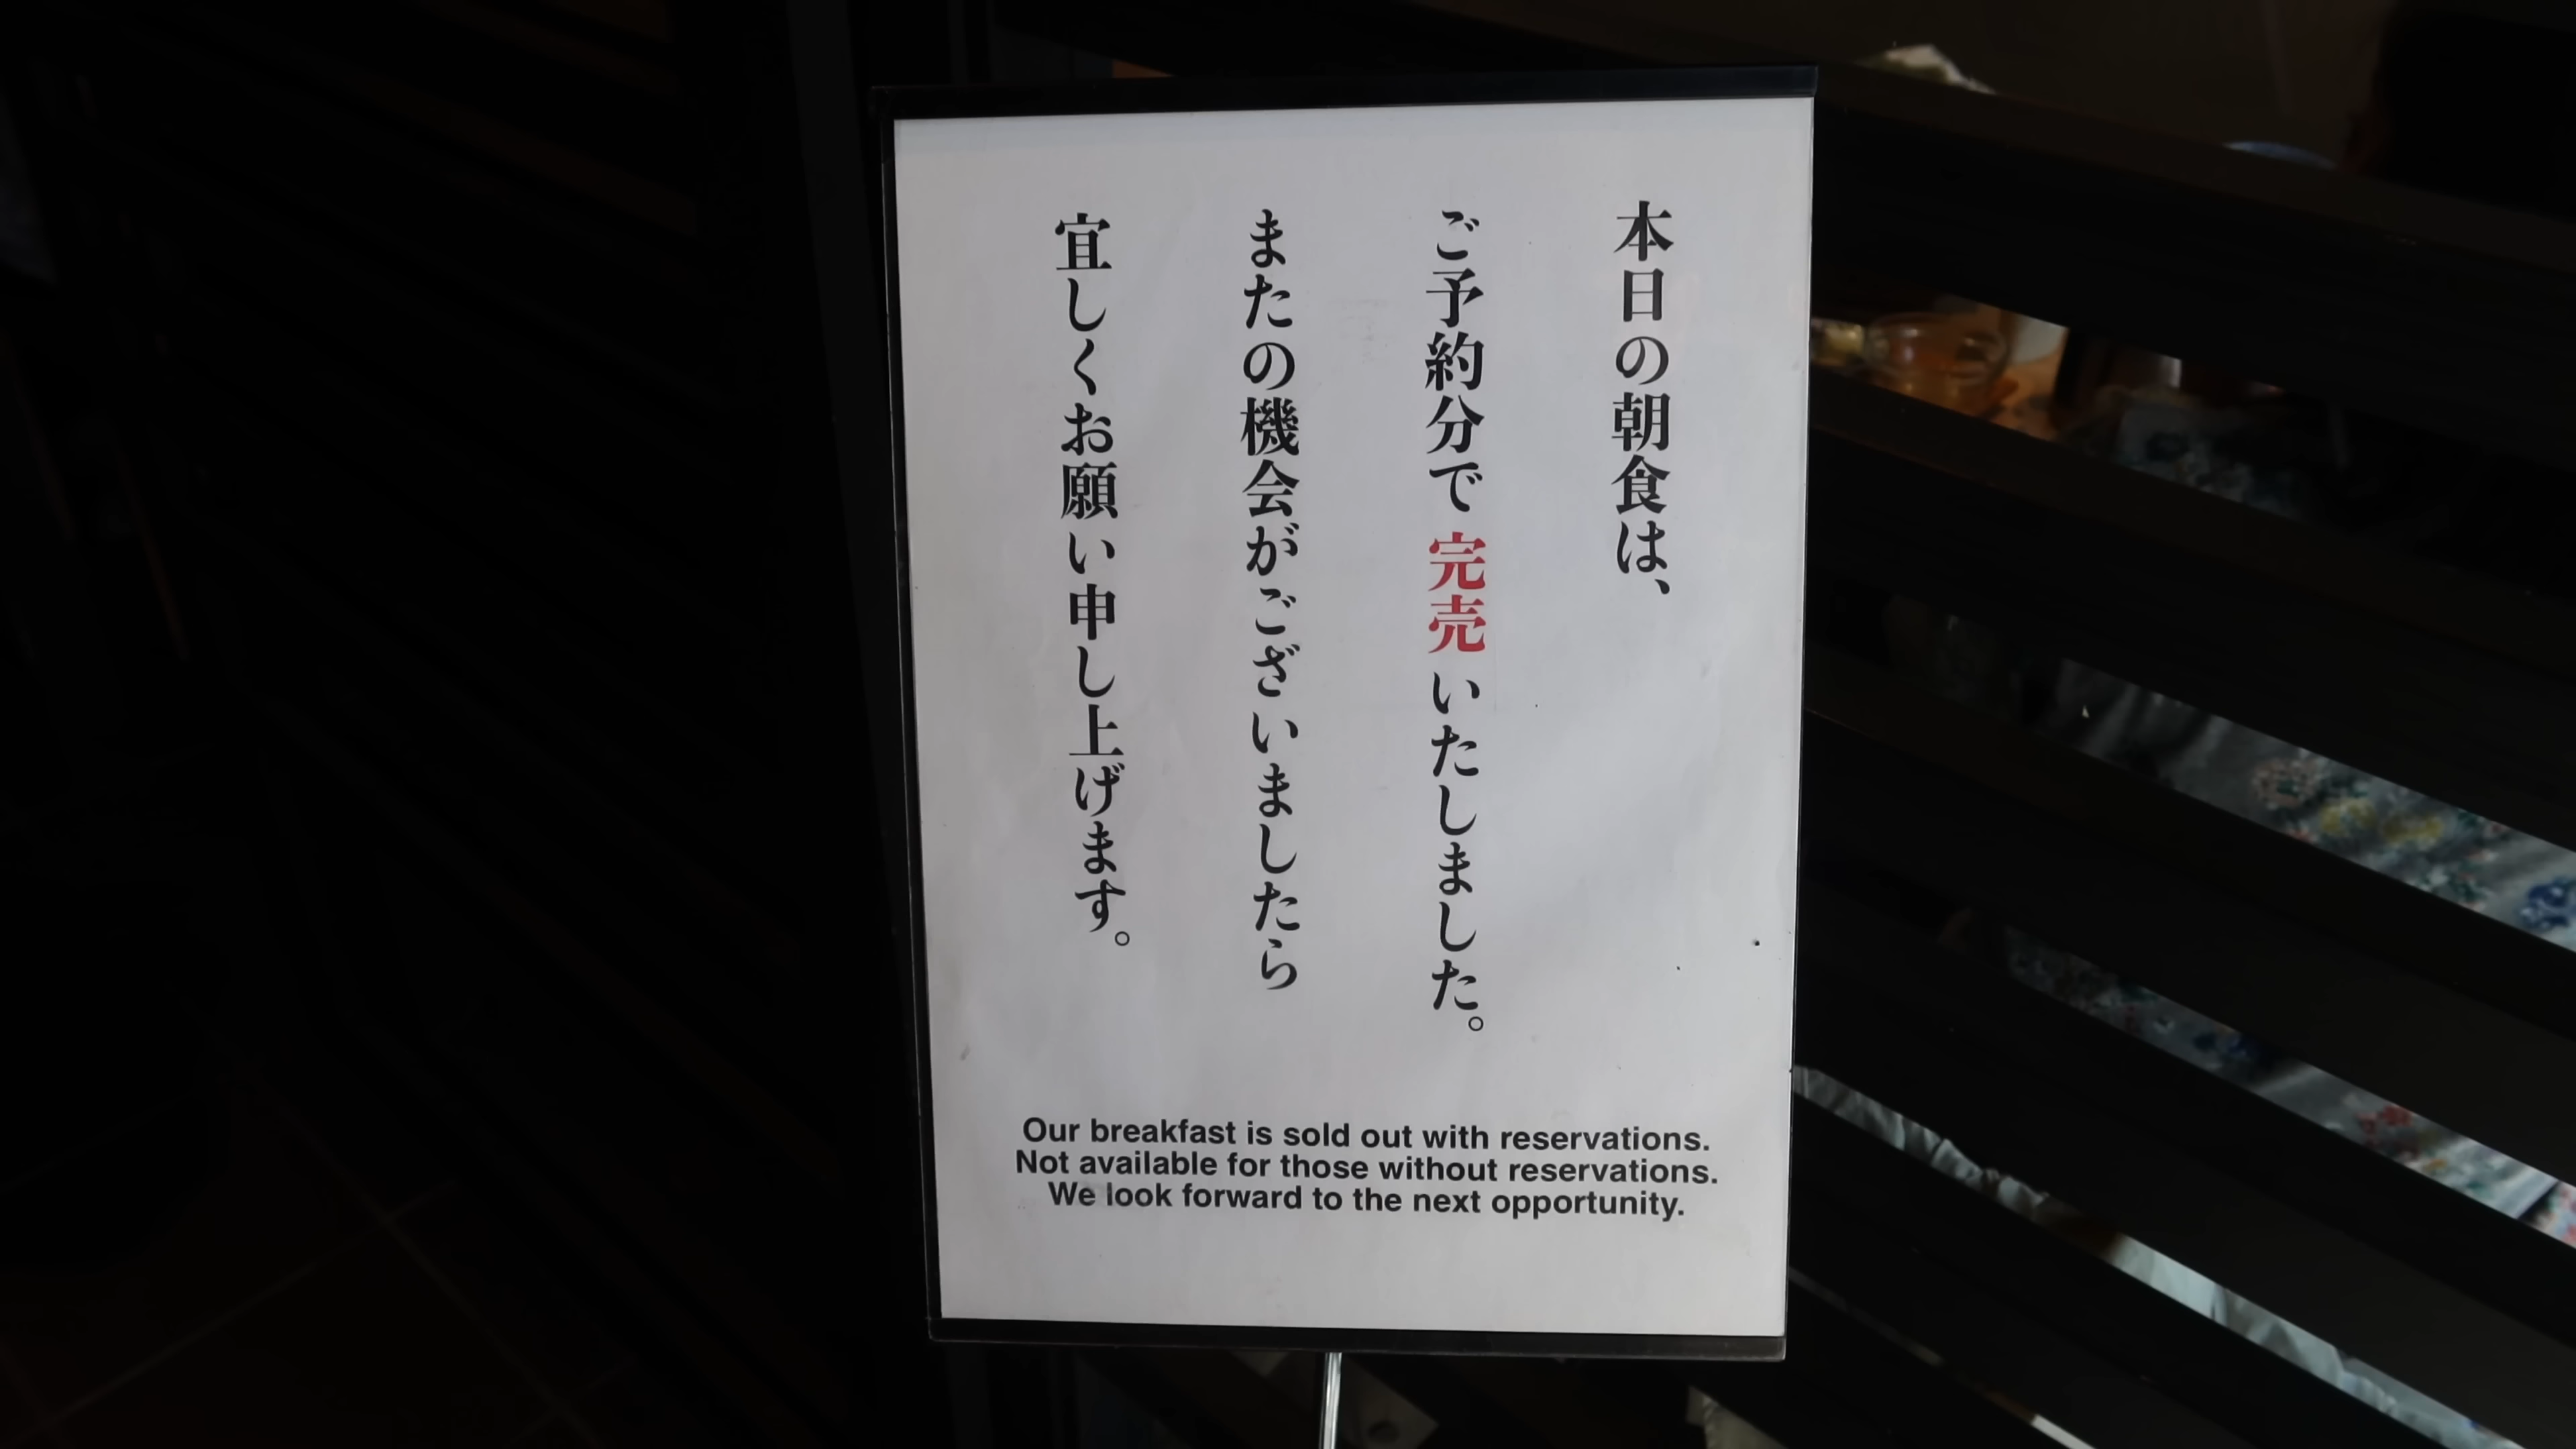 本日の朝食は、
ご予約分で 完売 いたしました。
またの機会がございましたら
宜しくお願い申し上げます。
Our breakfast is sold out with reservations.
Not available for those without reservations.
We look forward to the next opportunity.